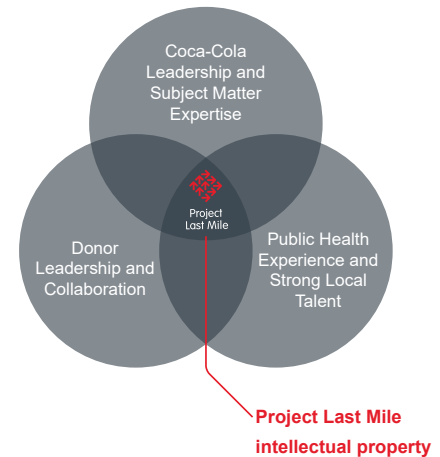 Coca-Cola
Leadership and
Subject Matter
Expertise
Project
Last Mile
Donor
Leadership and
Collaboration
Public Health
Experience and
Strong Local
Talent
Project Last Mile
intellectual property